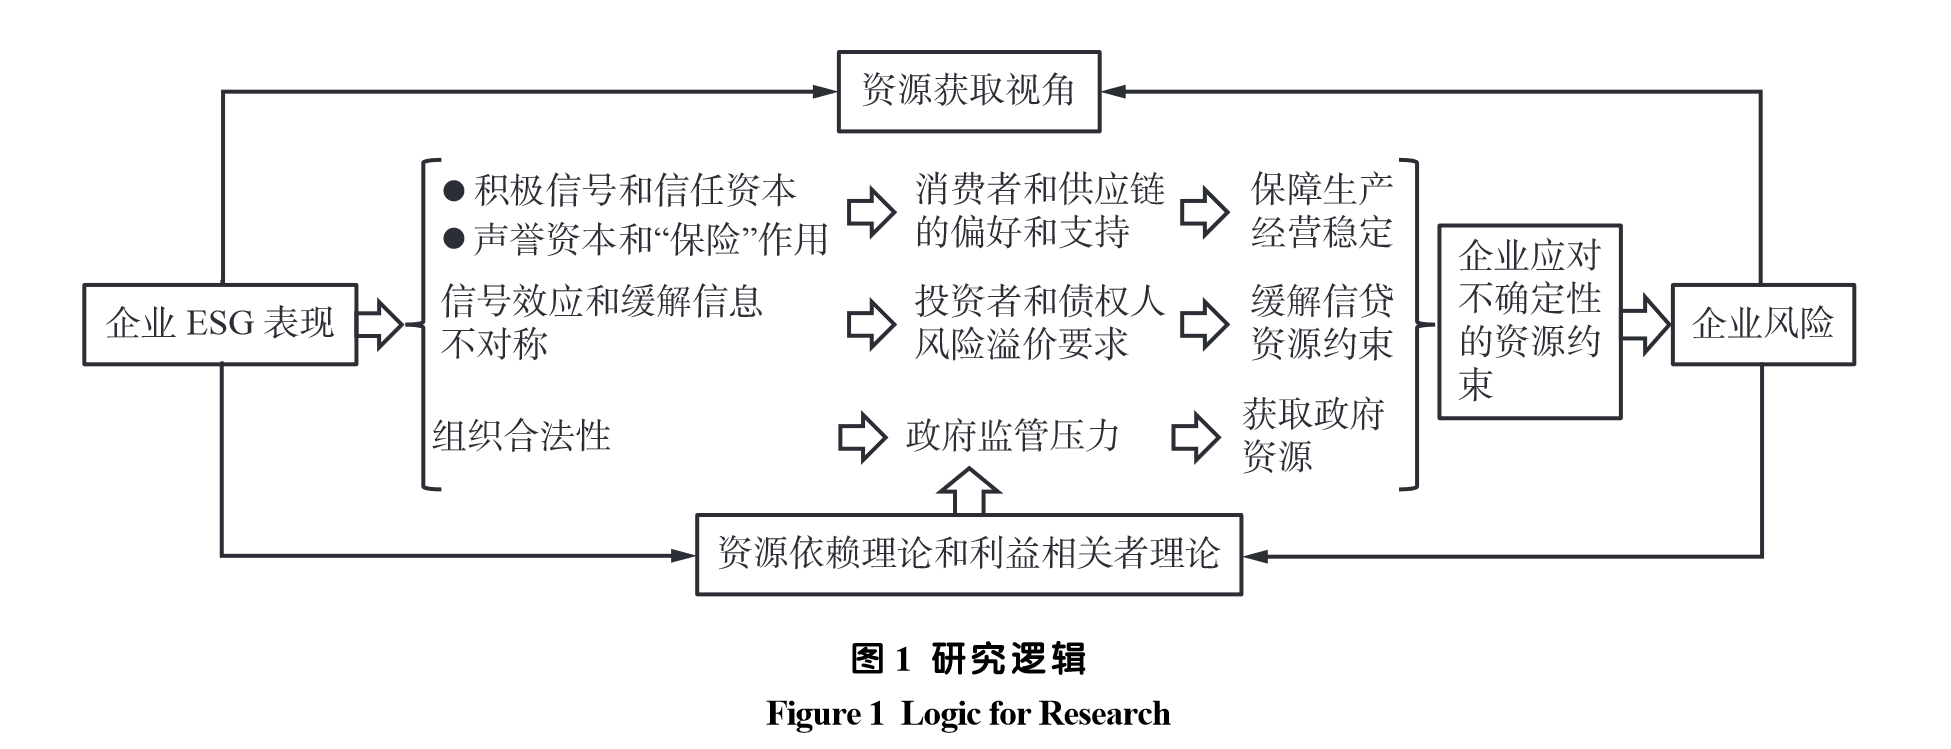 资源获取视角
●积极信号和信任资本
●声誉资本和“保险”作用
消费者和供应链
的偏好和支持
保障生产
经营稳定
企业 ESG 表现
信号效应和缓解信息
不对称
投资者和债权人
风险溢价要求
缓解信贷
资源约束
企业应对
不确定性
的资源约
束
企业风险
组织合法性
政府监管压力
获取政府
资源
资源依赖理论和利益相关者理论
图 1 研究逻辑
Figure 1 Logic for Research